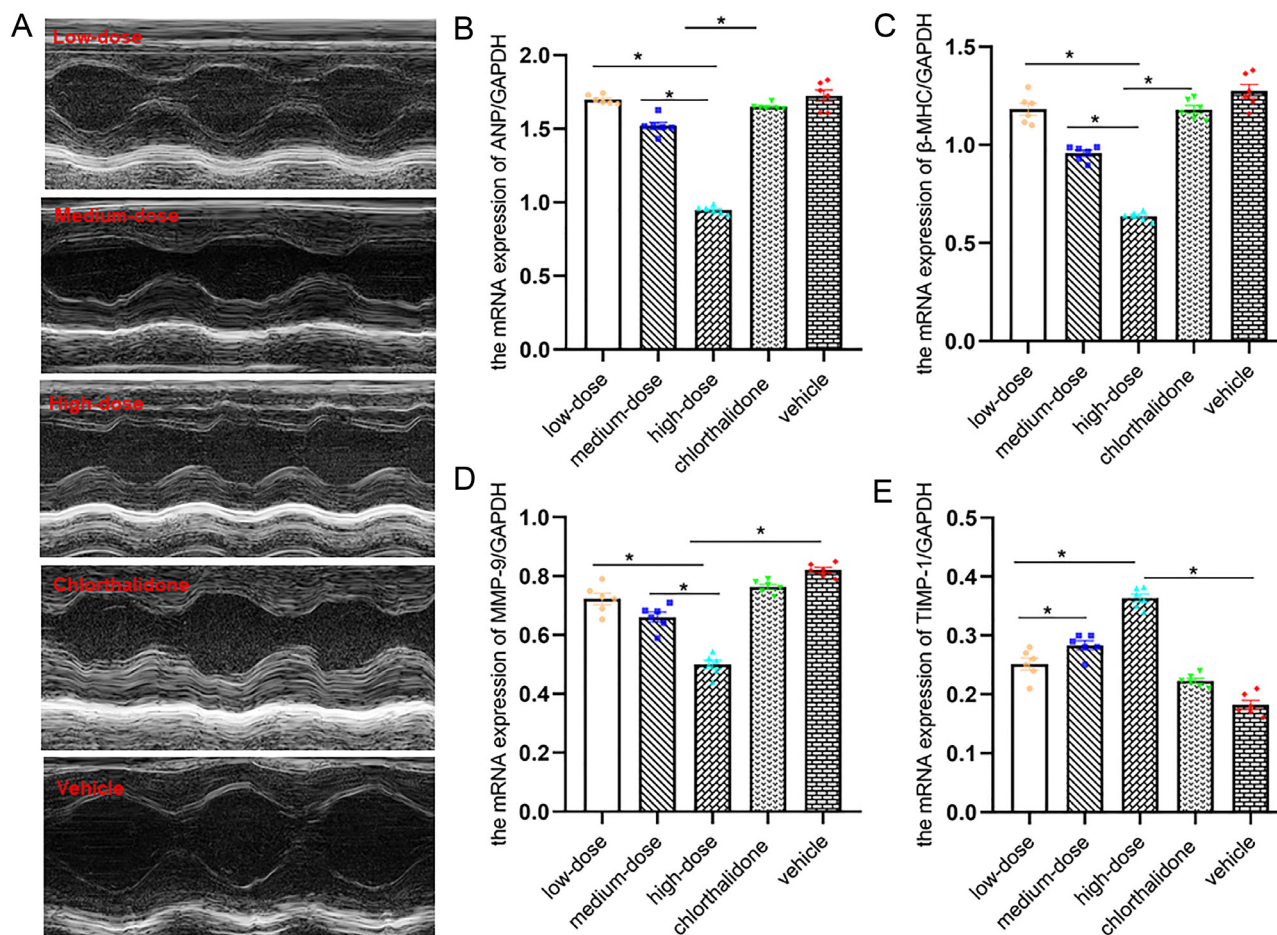 A
Low-dose
Medium-dose
High-dose
Chlorthalidone
Vehicle
B
the mRNA expression of ANP/GAPDH
2.0
1.5
1.0
0.5
0.0
*
*
*
low-dose
medium-dose
high-dose
chlorthalidone
vehicle
C
the mRNA expression of β-MHC/GAPDH
1.5
1.0
0.5
0.0
*
*
*
low-dose
medium-dose
high-dose
chlorthalidone
vehicle
D
the mRNA expression of MMP-9/GAPDH
1.0
0.8
0.6
0.4
0.2
0.0
*
*
*
low-dose
medium-dose
high-dose
chlorthalidone
vehicle
E
the mRNA expression of TIMP-1/GAPDH
0.5
0.4
0.3
0.2
0.1
0.0
*
*
*
low-dose
medium-dose
high-dose
chlorthalidone
vehicle